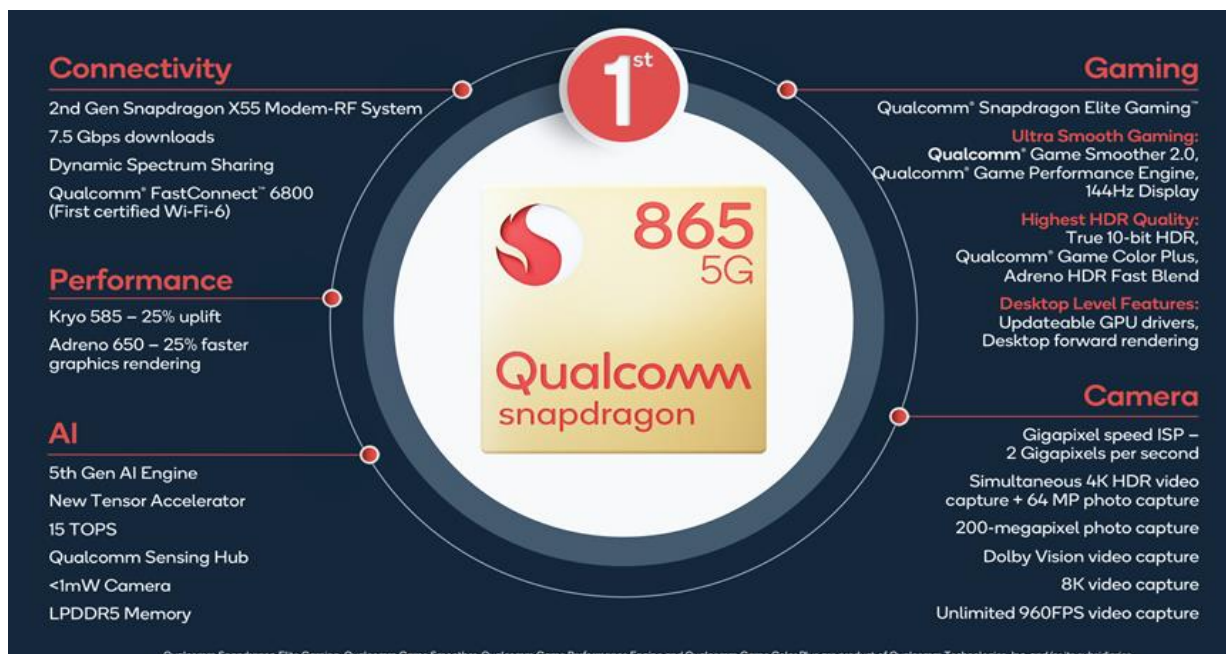 1st
Connectivity
2nd Gen Snapdragon X55 Modem-RF System
7.5 Gbps downloads
Dynamic Spectrum Sharing
Qualcomm® FastConnect™ 6800
(First certified Wi-Fi-6)
Performance
Kryo 585 – 25% uplift
Adreno 650 – 25% faster
graphics rendering
AI
5th Gen AI Engine
New Tensor Accelerator
15 TOPS
Qualcomm Sensing Hub
<1mW Camera
LPDDR5 Memory
865
5G
Qualcomm
snapdragon
Gaming
Qualcomm® Snapdragon Elite Gaming™
Ultra Smooth Gaming:
Qualcomm® Game Smoother 2.0,
Qualcomm® Game Performance Engine,
144Hz Display
Highest HDR Quality:
True 10-bit HDR,
Qualcomm® Game Color Plus,
Adreno HDR Fast Blend
Desktop Level Features:
Updateable GPU drivers,
Desktop forward rendering
Camera
Gigapixel speed ISP –
2 Gigapixels per second
Simultaneous 4K HDR video
capture + 64 MP photo capture
200-megapixel photo capture
Dolby Vision video capture
8K video capture
Unlimited 960FPS video capture